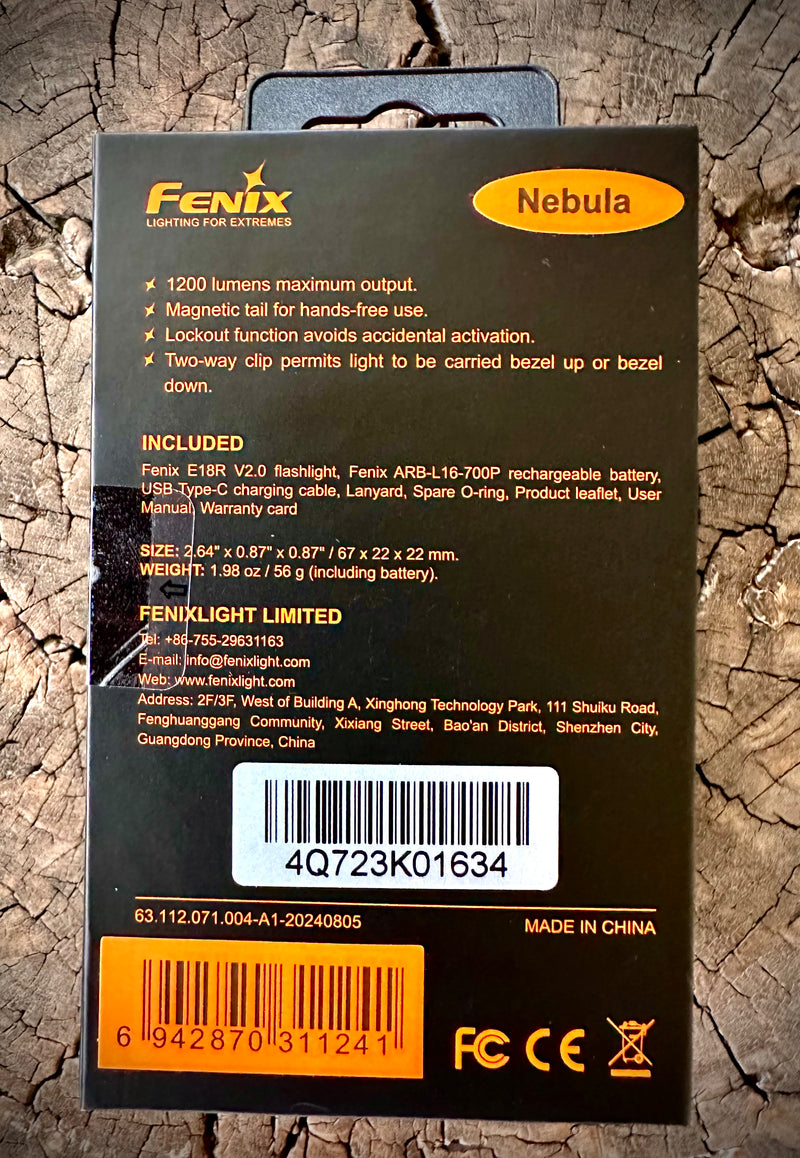 FENIX
LIGHTING FOR EXTREMES
Nebula
1200 lumens maximum output.
Magnetic tail for hands-free use.
Lockout function avoids accidental activation.
Two-way clip permits light to be carried bezel up or bezel
down.
INCLUDED
Fenix E18R V2.0 flashlight, Fenix ARB-L16-700P rechargeable battery,
USB Type-C charging cable, Lanyard, Spare O-ring, Product leaflet, User
Manual, Warranty card
SIZE: 2.64" x 0.87" x 0.87" / 67 x 22 x 22 mm.
WEIGHT: 1.98 oz / 56 g (including battery).
FENIXLIGHT LIMITED
Tel: +86-755-29631163
E-mail: info@fenixlight.com
Web: www.fenixlight.com
Address: 2F/3F, West of Building A, Xinghong Technology Park, 111 Shuiku Road,
Fenghuanggang Community, Xixiang Street, Bao'an District, Shenzhen City,
Guangdong Province, China
4Q723K01634
63.112.071.004-A1-20240805
MADE IN CHINA
6 942870 311241
FC CE